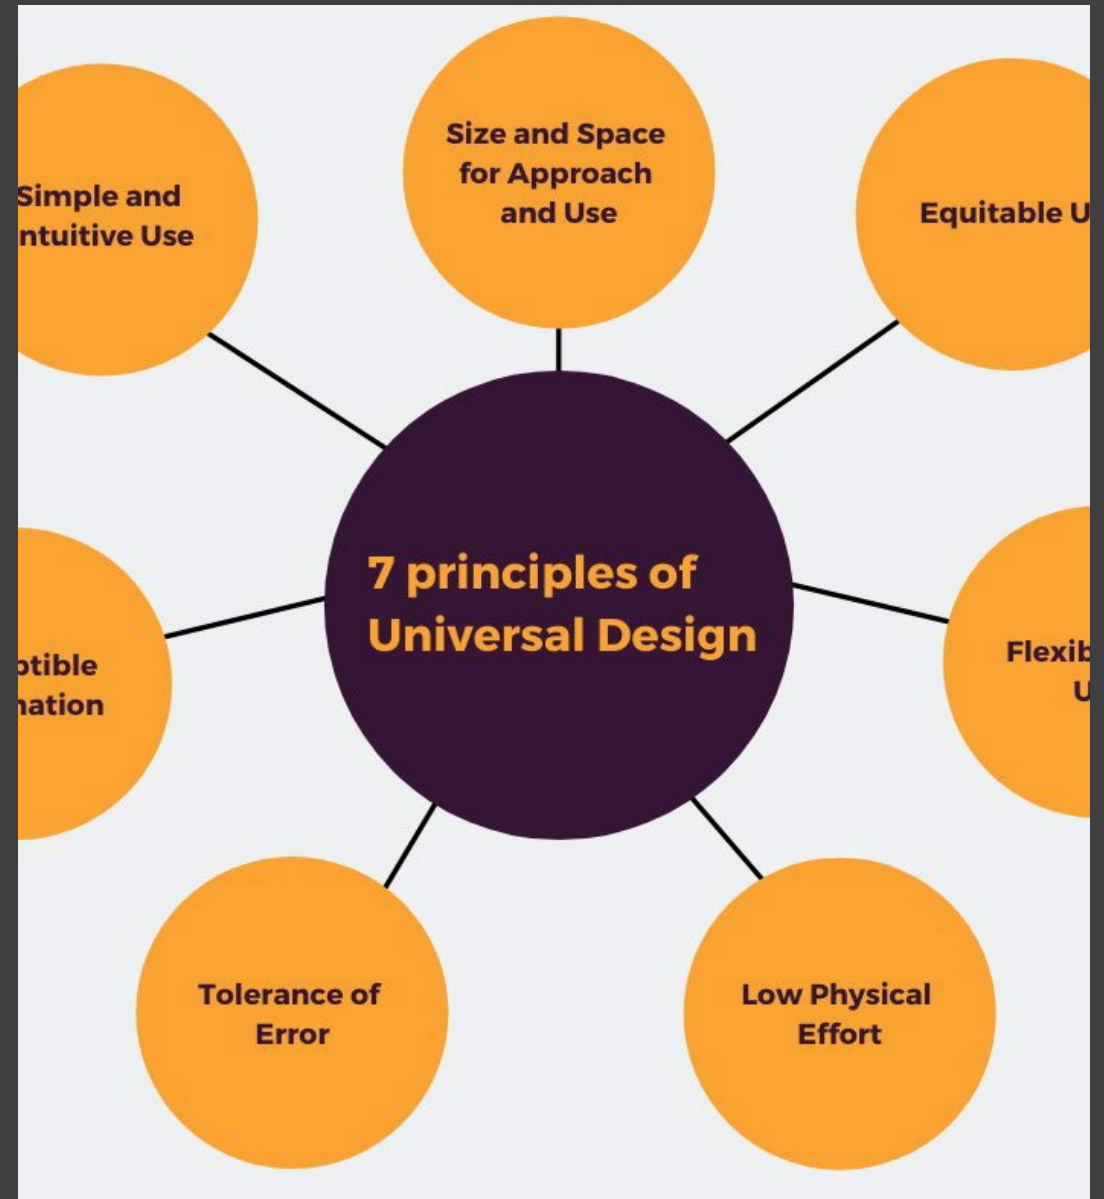 Size and Space
for Approach
and Use
Simple and
ntuitive Use
Equitable U
7 principles of
Universal Design
ptible
nation
Flexib
U
Tolerance of
Error
Low Physical
Effort